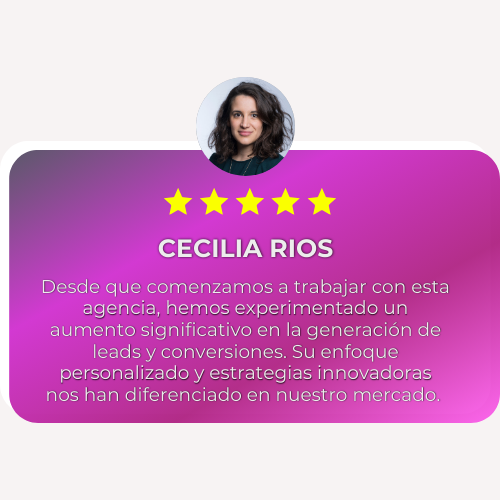 CECILIA RIOS
Desde que comenzamos a trabajar con esta
agencia, hemos experimentado un
aumento significativo en la generación de
leads y conversiones. Su enfoque
personalizado y estrategias innovadoras
nos han diferenciado en nuestro mercado.